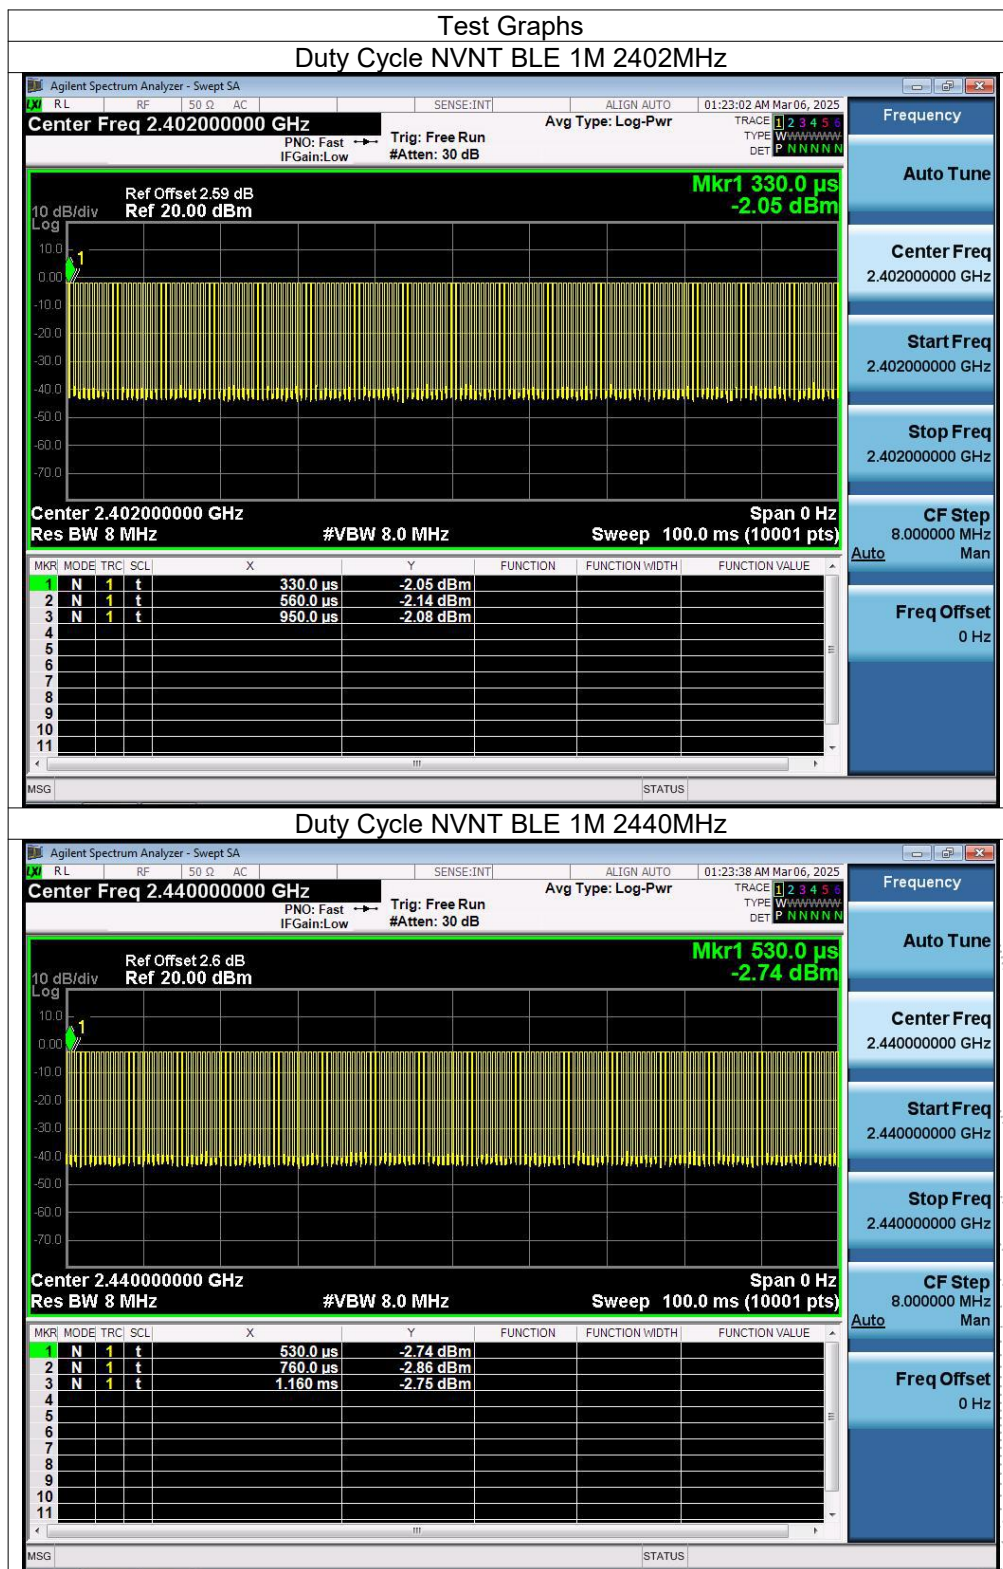 Test Graphs
Duty Cycle NVNT BLE 1M 2402MHz
Agilent Spectrum Analyzer - Swept SA
LXI RL RF 50 Ω AC SENSE:INT ALIGN AUTO 01:23:02 AM Mar 06, 2025
Center Freq 2.402000000 GHz Avg Type: Log-Pwr TRACE 1 2 3 4 5 6
PNO: Fast Trig: Free Run TYPE WWWWWWW
IFGain:Low #Atten: 30 dB DET P N N N N N
Frequency
Mkr1 330.0 µs
-2.05 dBm
Ref Offset 2.59 dB
10 dB/div Ref 20.00 dBm
Log
10.0
0.00
-10.0
-20.0
-30.0
-40.0
-50.0
-60.0
-70.0
1
Center 2.402000000 GHz Span 0 Hz
Res BW 8 MHz #VBW 8.0 MHz Sweep 100.0 ms (10001 pts)
MKR MODE TRC SCL X Y FUNCTION FUNCTION WIDTH FUNCTION VALUE
1 N 1 t 330.0 µs -2.05 dBm
2 N 1 t 560.0 µs -2.14 dBm
3 N 1 t 950.0 µs -2.08 dBm
4
5
6
7
8
9
10
11
MSG STATUS
Auto Tune
Center Freq
2.402000000 GHz
Start Freq
2.402000000 GHz
Stop Freq
2.402000000 GHz
CF Step
8.000000 MHz
Auto Man
Freq Offset
0 Hz
Duty Cycle NVNT BLE 1M 2440MHz
Agilent Spectrum Analyzer - Swept SA
LXI RL RF 50 Ω AC SENSE:INT ALIGN AUTO 01:23:38 AM Mar 06, 2025
Center Freq 2.440000000 GHz Avg Type: Log-Pwr TRACE 1 2 3 4 5 6
PNO: Fast Trig: Free Run TYPE WWWWWWW
IFGain:Low #Atten: 30 dB DET P N N N N N
Frequency
Mkr1 530.0 µs
-2.74 dBm
Ref Offset 2.6 dB
10 dB/div Ref 20.00 dBm
Log
10.0
0.00
-10.0
-20.0
-30.0
-40.0
-50.0
-60.0
-70.0
1
Center 2.440000000 GHz Span 0 Hz
Res BW 8 MHz #VBW 8.0 MHz Sweep 100.0 ms (10001 pts)
MKR MODE TRC SCL X Y FUNCTION FUNCTION WIDTH FUNCTION VALUE
1 N 1 t 530.0 µs -2.74 dBm
2 N 1 t 760.0 µs -2.86 dBm
3 N 1 t 1.160 ms -2.75 dBm
4
5
6
7
8
9
10
11
MSG STATUS
Auto Tune
Center Freq
2.440000000 GHz
Start Freq
2.440000000 GHz
Stop Freq
2.440000000 GHz
CF Step
8.000000 MHz
Auto Man
Freq Offset
0 Hz